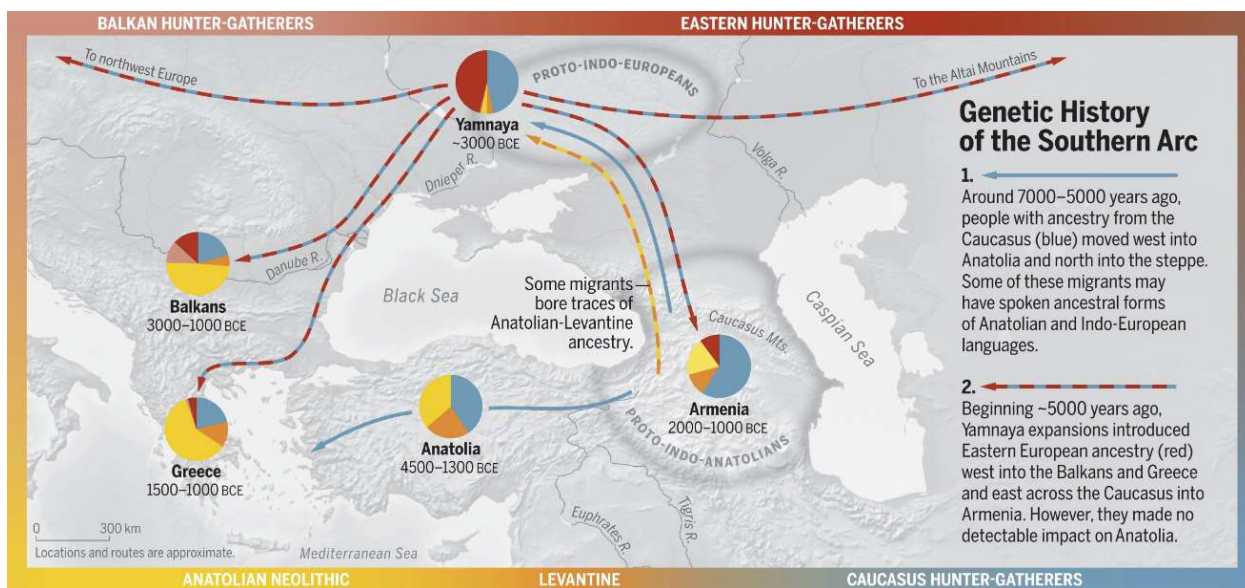 BALKAN HUNTER-GATHERERS
EASTERN HUNTER-GATHERERS
To northwest Europe
PROTO-INDO-EUROPEANS
To the Altai Mountains
Yamnaya
~3000 BCE
Dnieper R.
Volga R.
Danube R.
Balkans
3000–1000 BCE
Black Sea
Some migrants
bore traces of
Anatolian-Levantine
ancestry.
Caucasus Mts.
Caspian Sea
Armenia
2000–1000 BCE
PROTO-INDO-ANATOLIANS
Anatolia
4500–1300 BCE
Greece
1500–1000 BCE
Euphrates R.
Tigris R.
Mediterranean Sea
0 300 km
Locations and routes are approximate.
Genetic History
of the Southern Arc
1.
Around 7000–5000 years ago,
people with ancestry from the
Caucasus (blue) moved west into
Anatolia and north into the steppe.
Some of these migrants may
have spoken ancestral forms
of Anatolian and Indo-European
languages.
2.
Beginning ~5000 years ago,
Yamnaya expansions introduced
Eastern European ancestry (red)
west into the Balkans and Greece
and east across the Caucasus into
Armenia. However, they made no
detectable impact on Anatolia.
ANATOLIAN NEOLITHIC
LEVANTINE
CAUCASUS HUNTER-GATHERERS